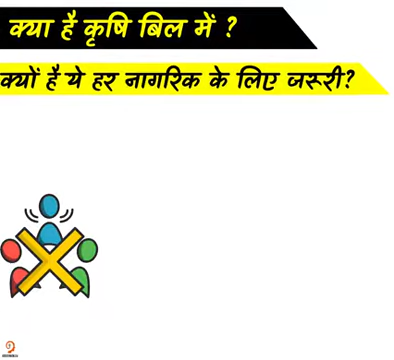 क्या है कृषि बिल में ?
क्यों है ये हर नागरिक के लिए जरूरी?